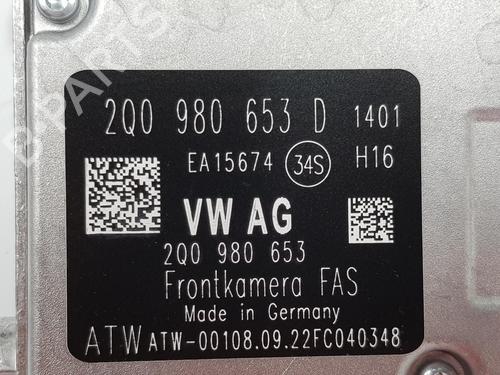 2Q0 980 653 D 1401
EA15674 34S H16
VW AG
2Q0 980 653
Frontkamera FAS
Made in Germany
ATW ATW-00108.09.22FC040348
B-PARTS